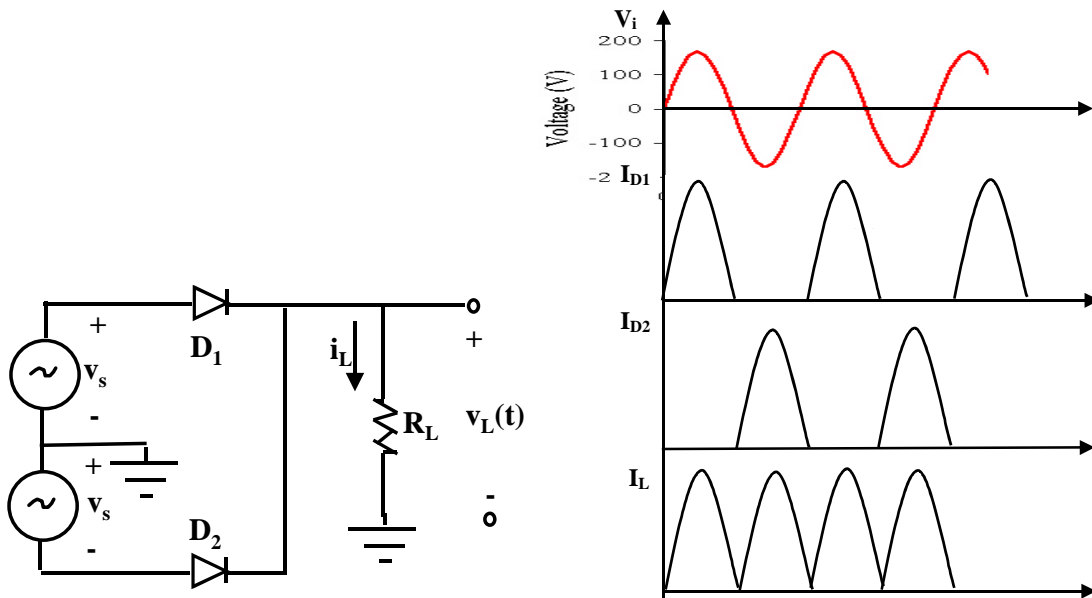 +
D1
vs
-
+
vs
-
D2
iL
RL
+
vL(t)
-
Vi
Voltage (V)
200
100
0
-100
-2
ID1
ID2
IL